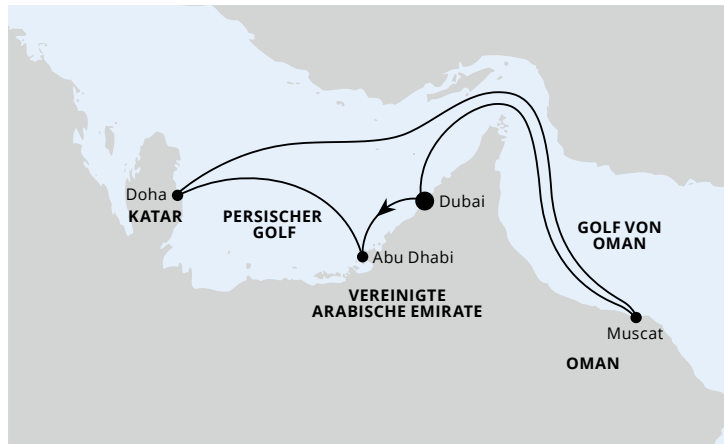 Doha
KATAR
PERSISCHER
GOLF
Dubai
Abu Dhabi
GOLF VON
OMAN
VEREINIGTE
ARABISCHE EMIRATE
Muscat
OMAN